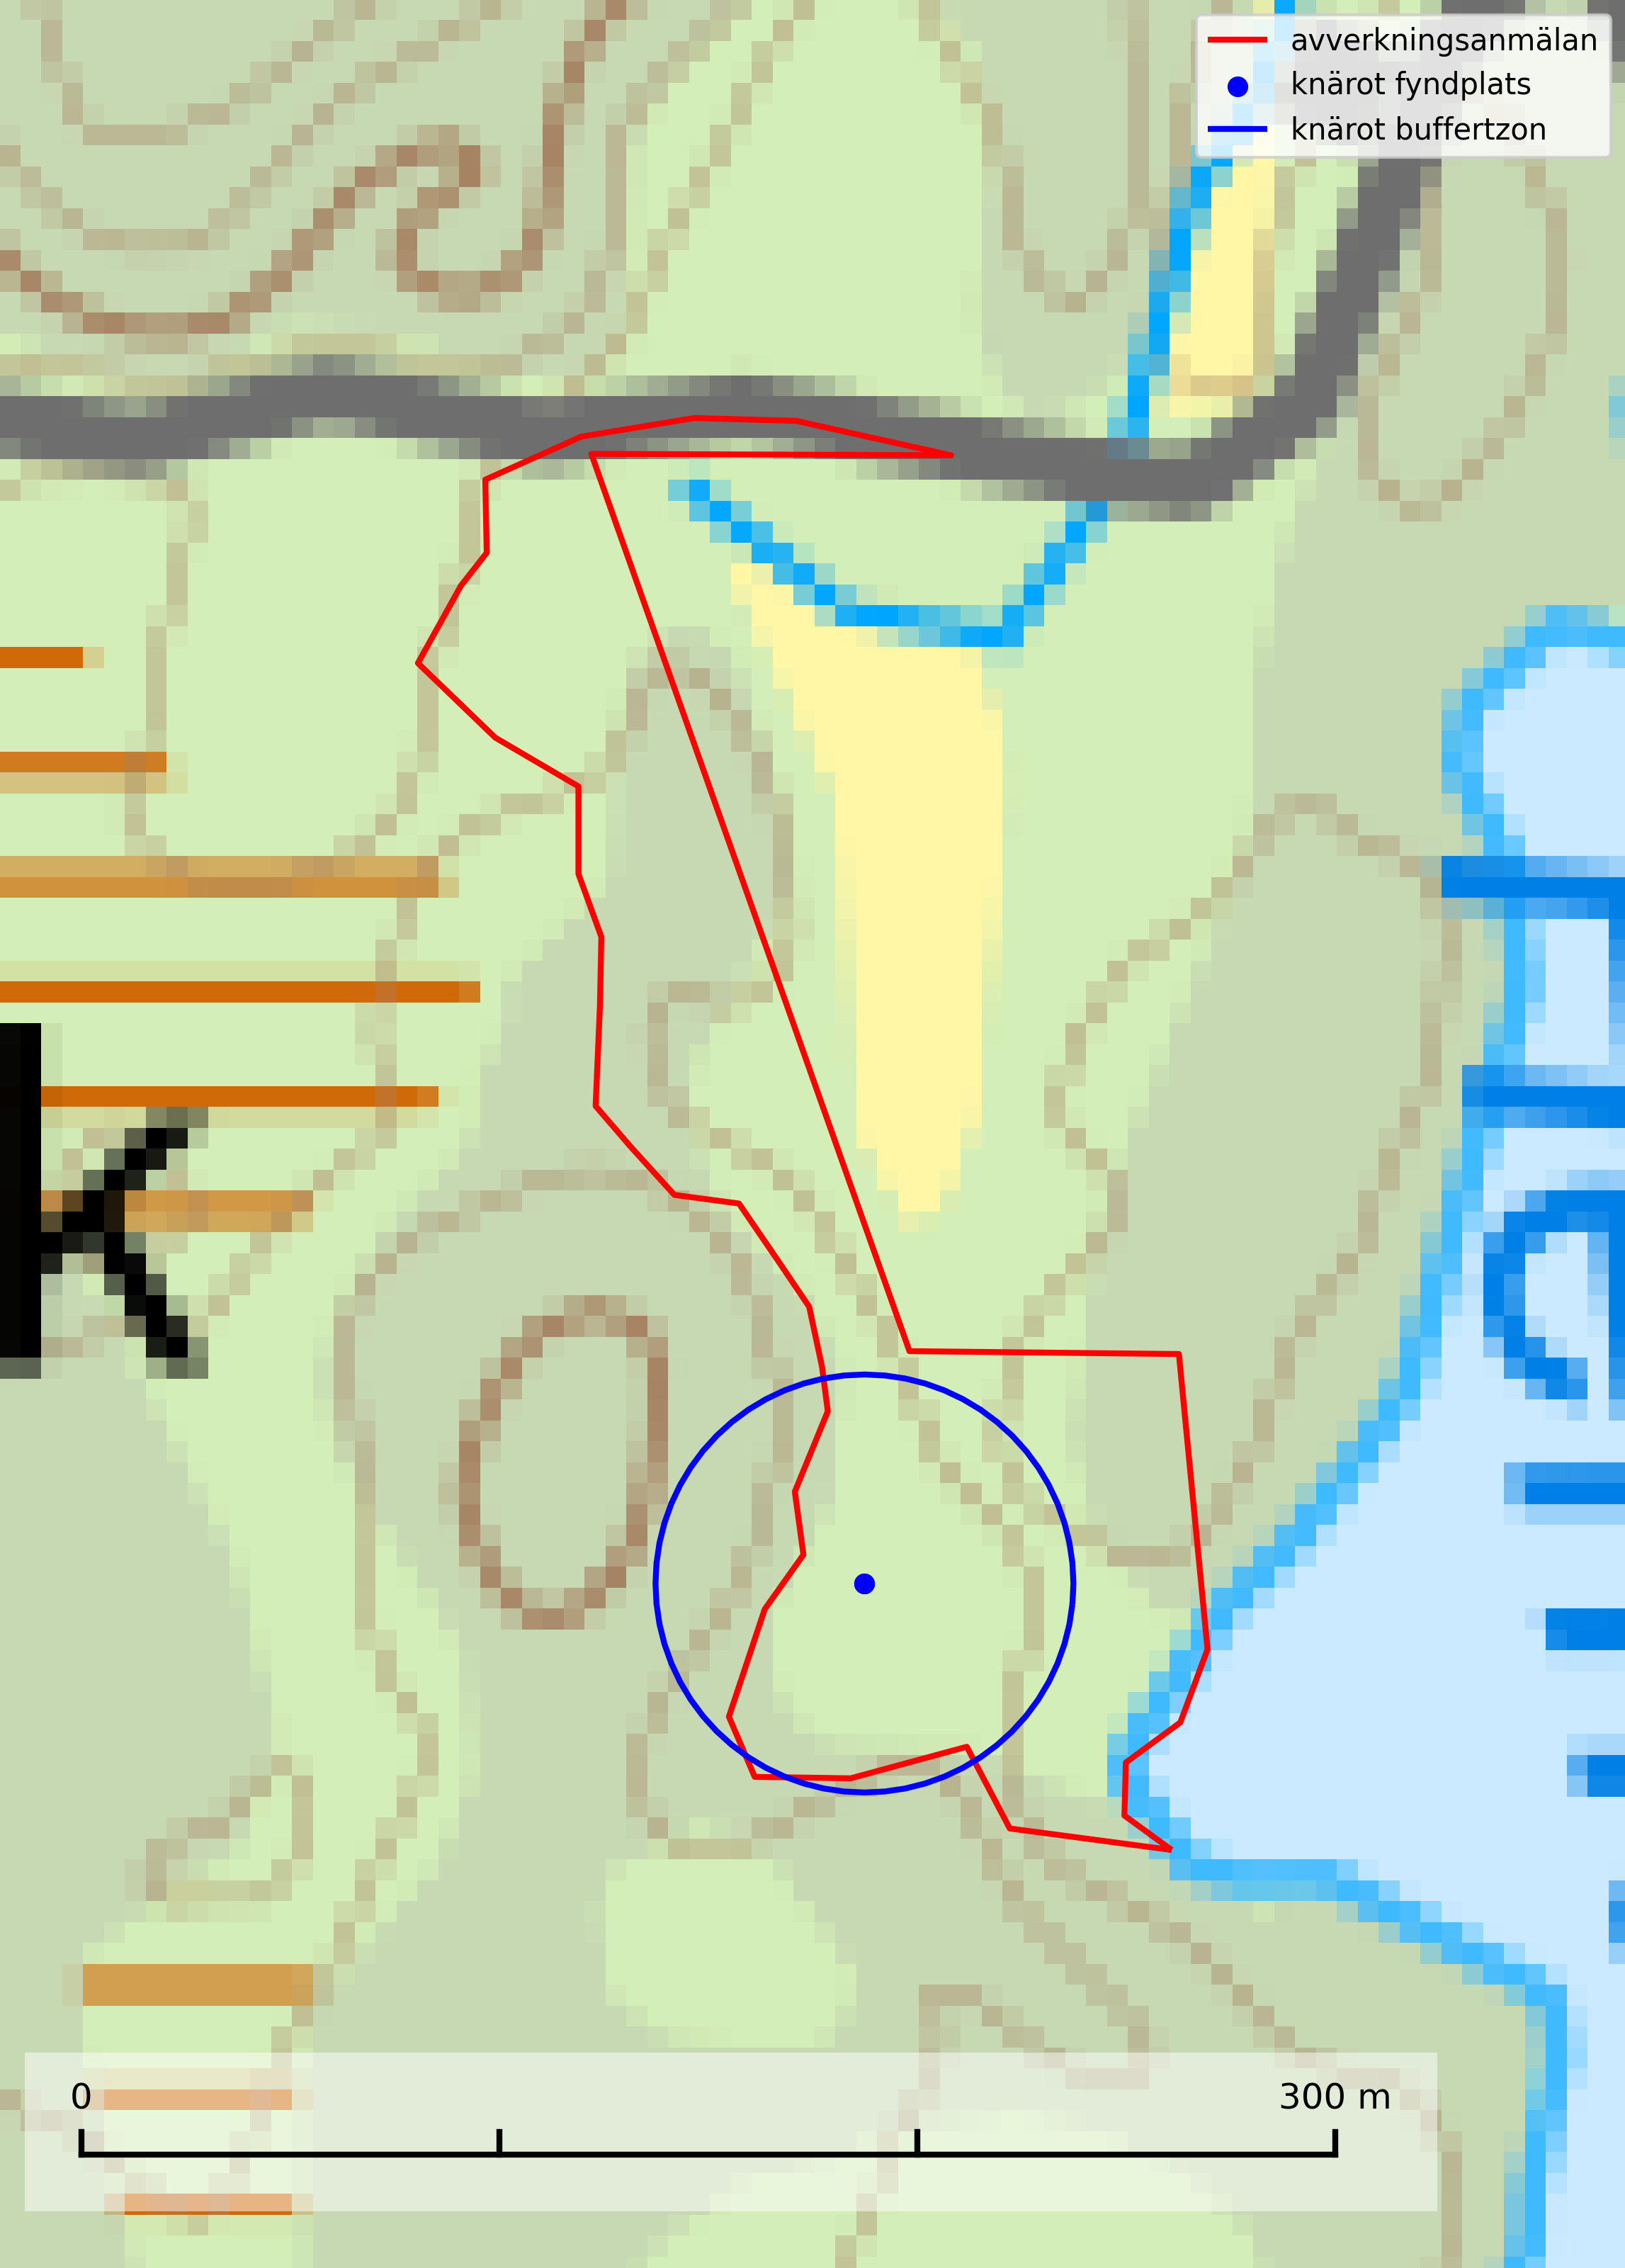 avverkningsanmälan
knärot fyndplats
knärot buffertzon
K
0 300 m